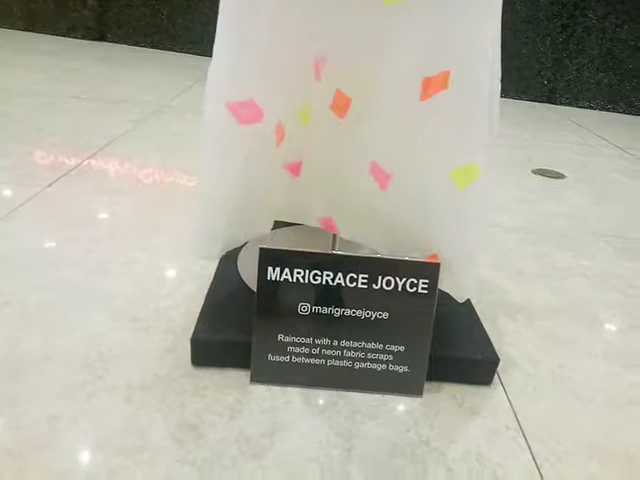 MARIGRACE JOYCE
marigracejoyce
Raincoat with a detachable cape
made of neon fabric scraps
fused between plastic garbage bags.